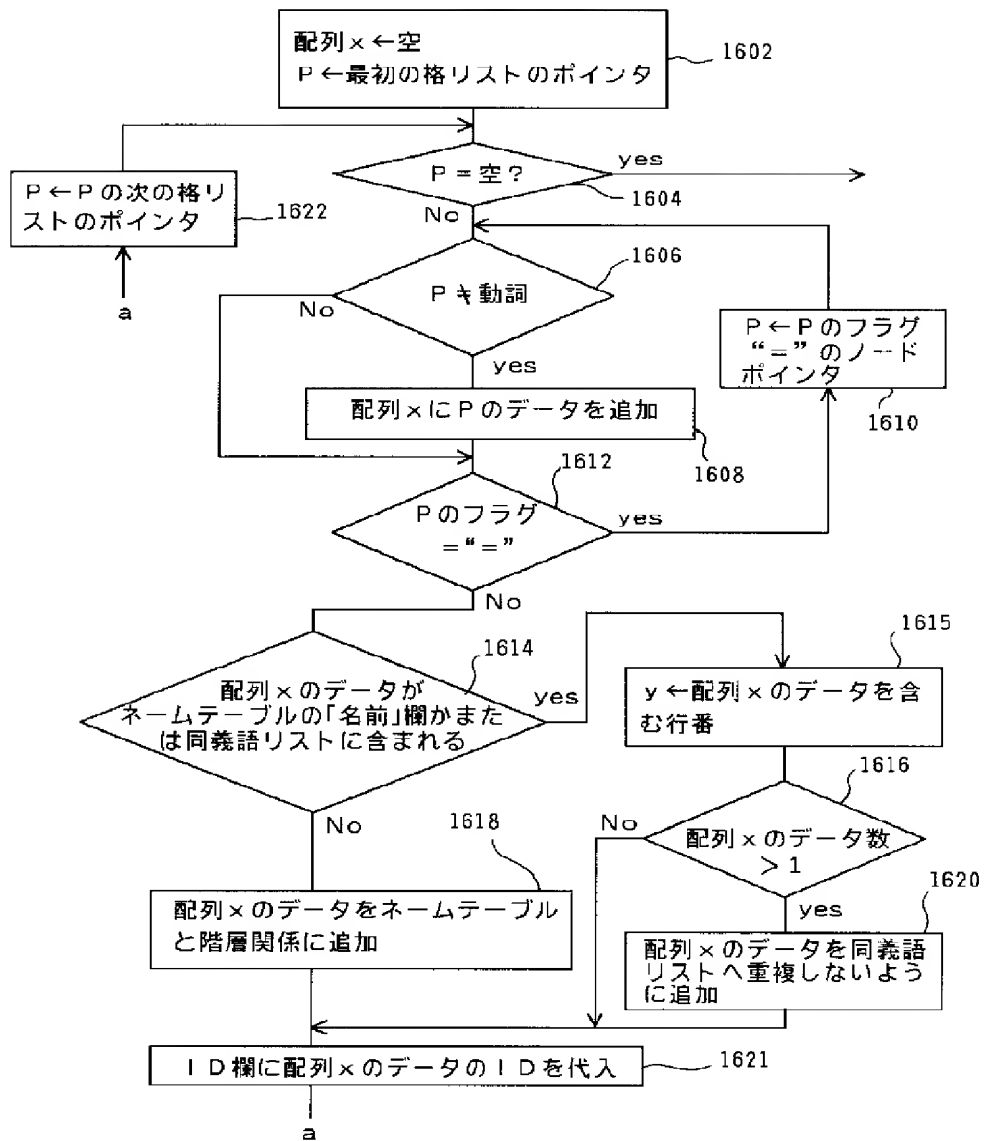 配列x←空
P←最初の格リストのポインタ
1602
P=空?
yes
1604
No
P←Pの次の格リ
ストのポインタ
1622
a
1606
P≠動詞
No
yes
P←Pのフラグ
“=”のノード
ポインタ
1610
配列xにPのデータを追加
1608
1612
Pのフラグ
=“=”
yes
No
1614
配列xのデータが
ネームテーブルの「名前」欄かまた
は同義語リストに含まれる
yes
No
1615
y←配列xのデータを含
む行番
1616
配列xのデータ数
>1
No
yes
1618
配列xのデータをネームテーブル
と階層関係に追加
1620
配列xのデータを同義語
リストへ重複しないよう
に追加
ID欄に配列xのデータのIDを代入
1621
a